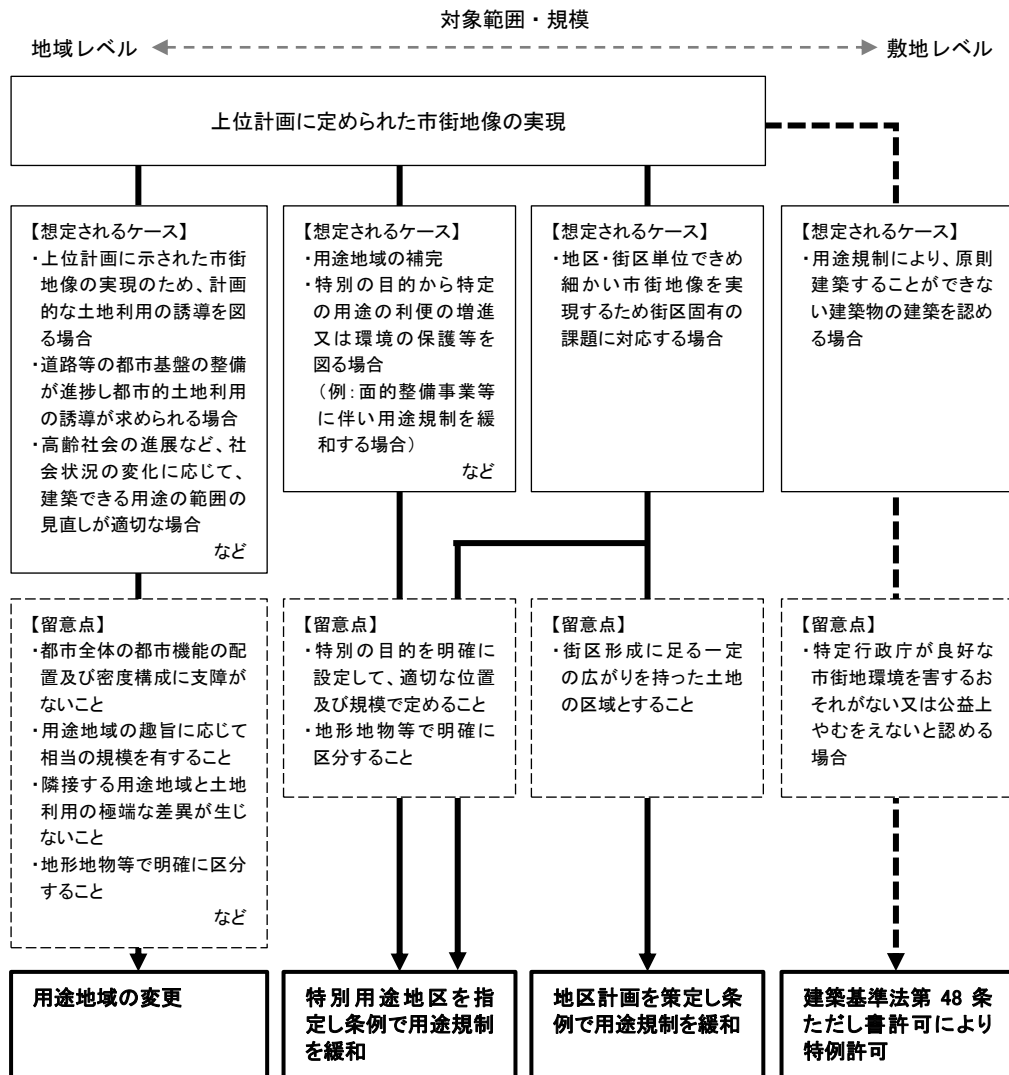 対象範囲・規模
地域レベル
敷地レベル
上位計画に定められた市街地像の実現
【想定されるケース】
・上位計画に示された市街
地像の実現のため、計画
的な土地利用の誘導を図
る場合
・道路等の都市基盤の整備
が進捗し都市的土地利用
の誘導が求められる場合
・高齢社会の進展など、社
会状況の変化に応じて、
建築できる用途の範囲の
見直しが適切な場合
など
【想定されるケース】
・用途地域の補完
・特別の目的から特定
の用途の利便の増進
又は環境の保護等を
図る場合
（例：面的整備事業等
に伴い用途規制を緩
和する場合）
など
【想定されるケース】
・地区・街区単位できめ
細かい市街地像を実
現するため街区固有の
課題に対応する場合
【想定されるケース】
・用途規制により、原則
建築することができ
ない建築物の建築を認
める場合
【留意点】
・都市全体の都市機能の配
置及び密度構成に支障が
ないこと
・用途地域の趣旨に応じて
相当の規模を有すること
・隣接する用途地域と土地
利用の極端な差異が生じ
ないこと
・地形地物等で明確に区分
すること
など
【留意点】
・特別の目的を明確に
設定して、適切な位置
及び規模で定めること
・地形地物等で明確に
区分すること
【留意点】
・街区形成に足る一定
の広がりを持った土地
の区域とすること
【留意点】
・特定行政庁が良好な
市街地環境を害するお
それがない又は公益上
やむをえないと認める
場合
用途地域の変更
特別用途地区を指
定し条例で用途規制
を緩和
地区計画を策定し条
例で用途規制を緩和
建築基準法第 48 条
ただし書許可により
特例許可